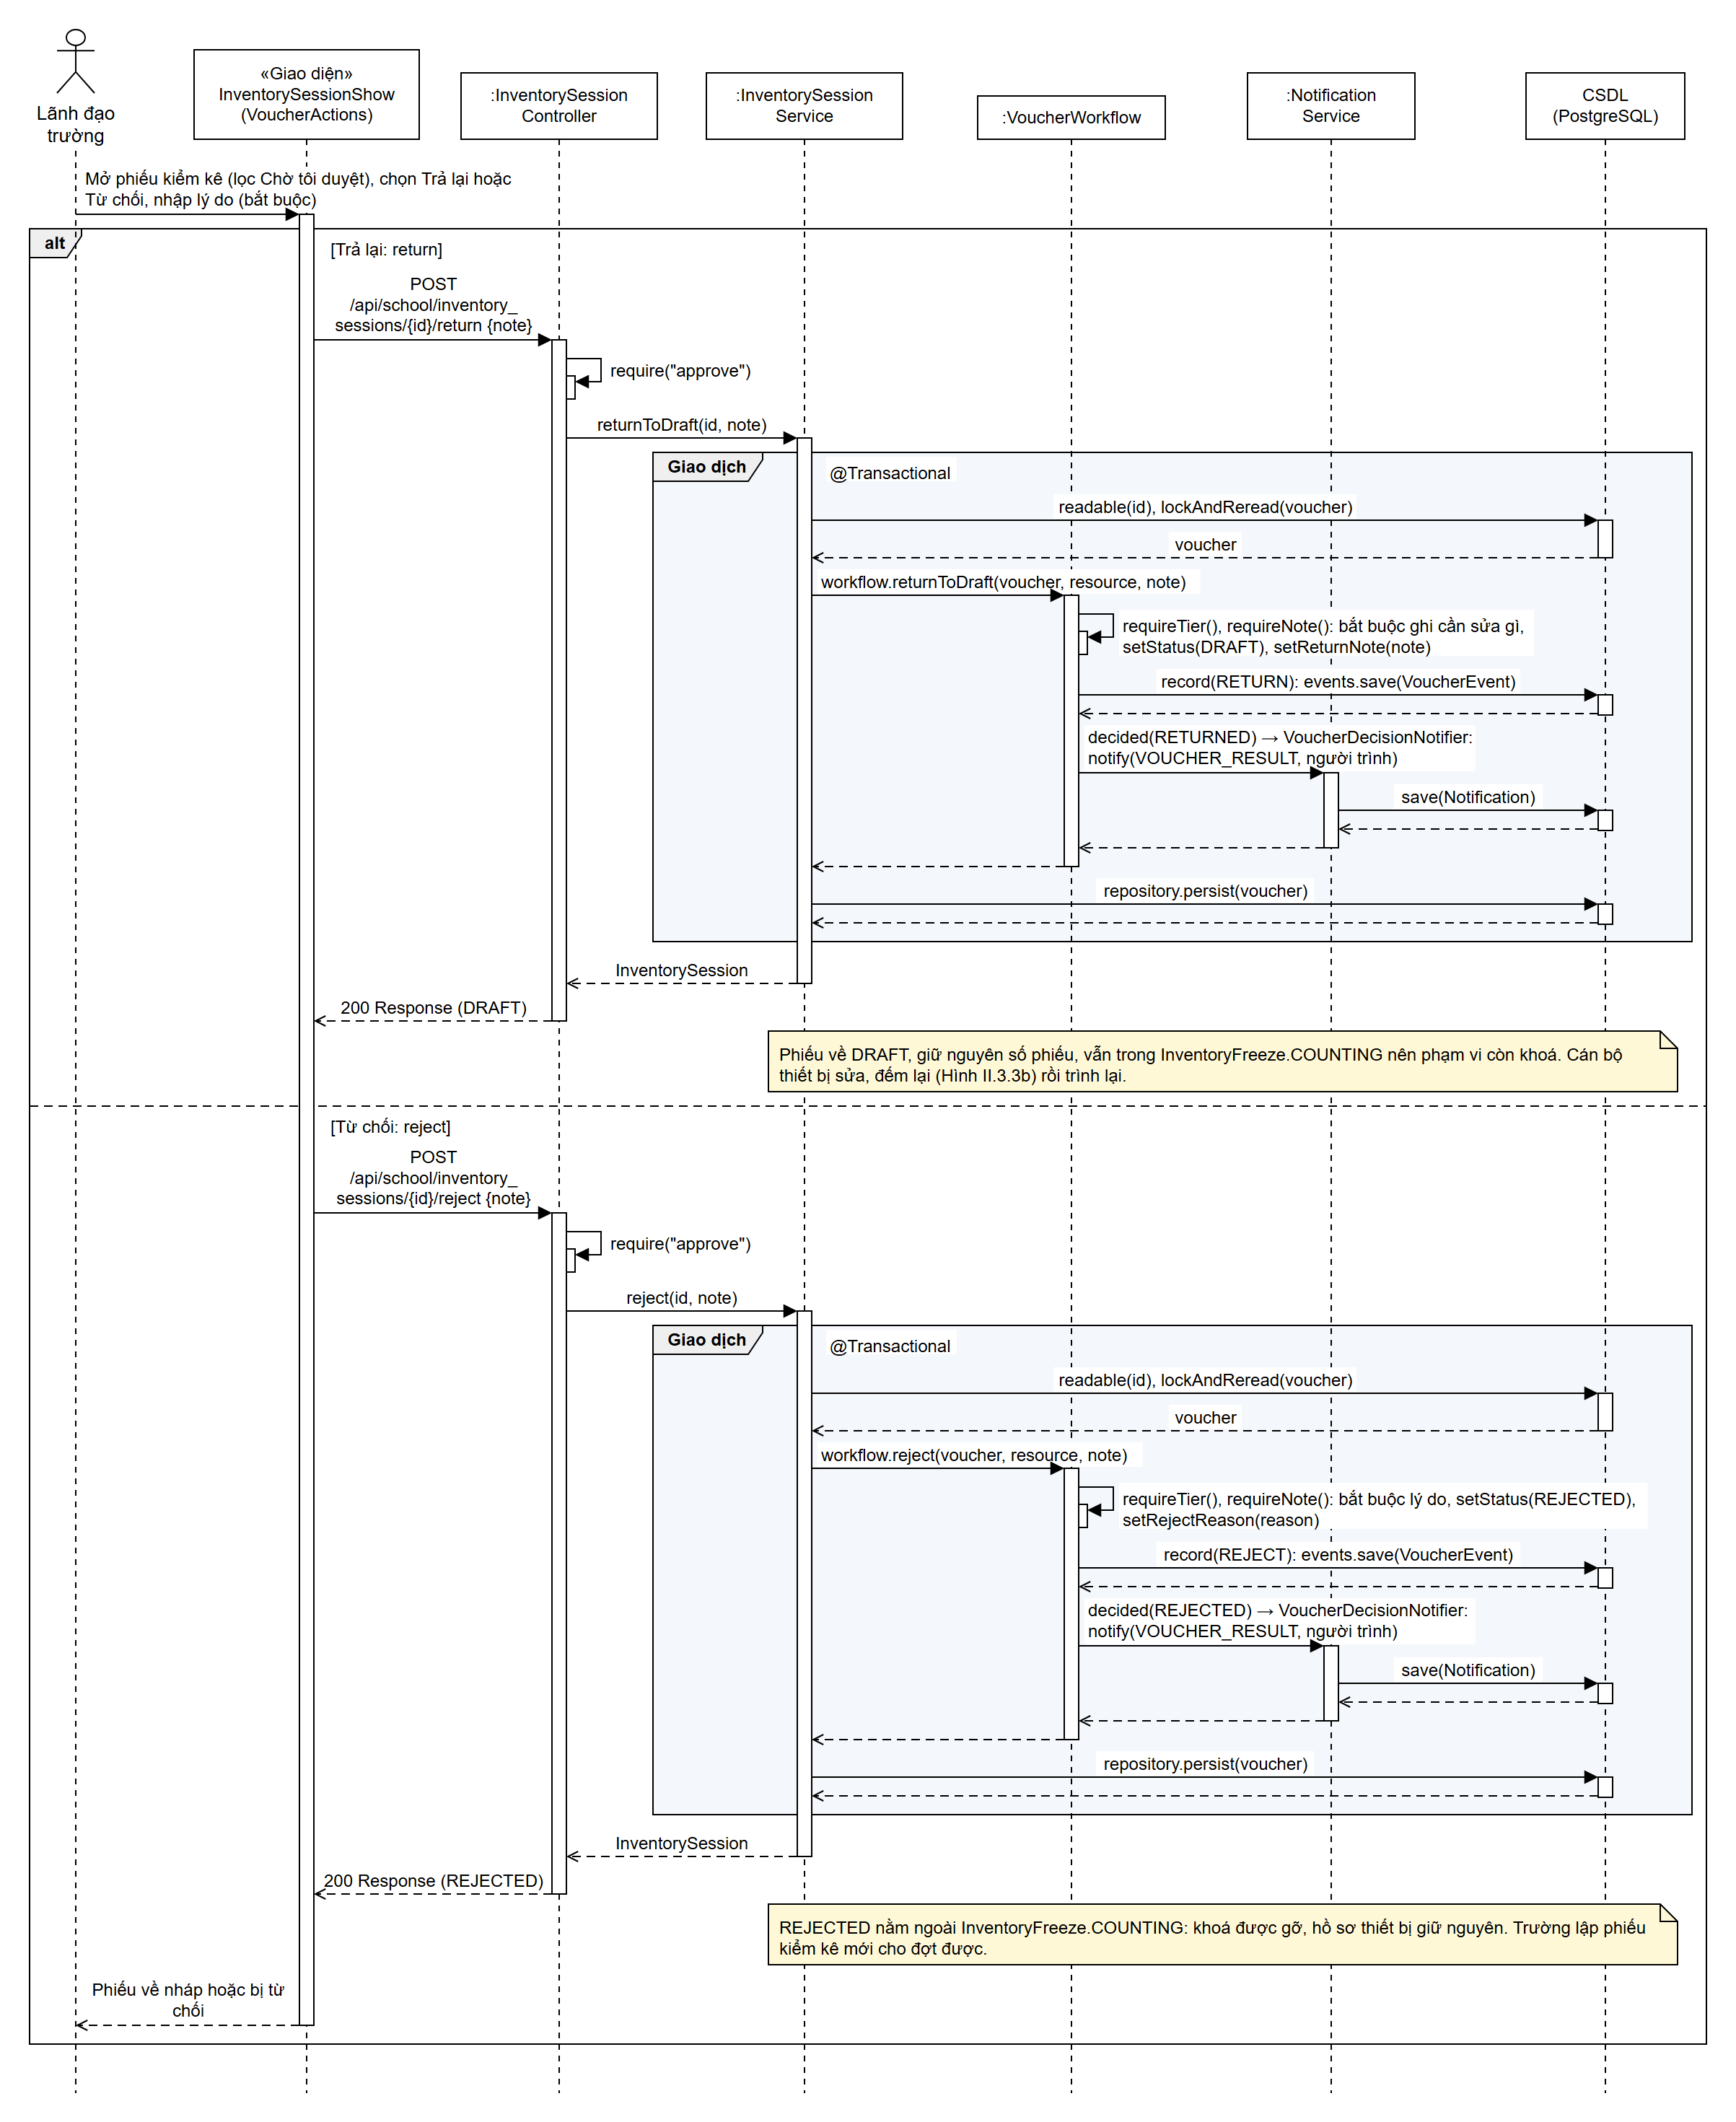 Lãnh đạo
trường
«Giao diện»
InventorySessionShow
(VoucherActions)
:InventorySession
Controller
:InventorySession
Service
:VoucherWorkflow
:Notification
Service
CSDL
(PostgreSQL)
Mở phiếu kiểm kê (lọc Chờ tôi duyệt), chọn Trả lại hoặc
Từ chối, nhập lý do (bắt buộc)
alt
[Trả lại: return]
POST
/api/school/inventory_
sessions/{id}/return {note}
require("approve")
returnToDraft(id, note)
Giao dịch
@Transactional
readable(id), lockAndReread(voucher)
voucher
workflow.returnToDraft(voucher, resource, note)
requireTier(), requireNote(): bắt buộc ghi cần sửa gì,
setStatus(DRAFT), setReturnNote(note)
record(RETURN): events.save(VoucherEvent)
decided(RETURNED) → VoucherDecisionNotifier:
notify(VOUCHER_RESULT, người trình)
save(Notification)
repository.persist(voucher)
InventorySession
200 Response (DRAFT)
Phiếu về DRAFT, giữ nguyên số phiếu, vẫn trong InventoryFreeze.COUNTING nên phạm vi còn khoá. Cán bộ
thiết bị sửa, đếm lại (Hình II.3.3b) rồi trình lại.
[Từ chối: reject]
POST
/api/school/inventory_
sessions/{id}/reject {note}
require("approve")
reject(id, note)
Giao dịch
@Transactional
readable(id), lockAndReread(voucher)
voucher
workflow.reject(voucher, resource, note)
requireTier(), requireNote(): bắt buộc lý do, setStatus(REJECTED),
setRejectReason(reason)
record(REJECT): events.save(VoucherEvent)
decided(REJECTED) → VoucherDecisionNotifier:
notify(VOUCHER_RESULT, người trình)
save(Notification)
repository.persist(voucher)
InventorySession
200 Response (REJECTED)
REJECTED nằm ngoài InventoryFreeze.COUNTING: khoá được gỡ, hồ sơ thiết bị giữ nguyên. Trường lập phiếu
kiểm kê mới cho đợt được.
Phiếu về nháp hoặc bị từ
chối